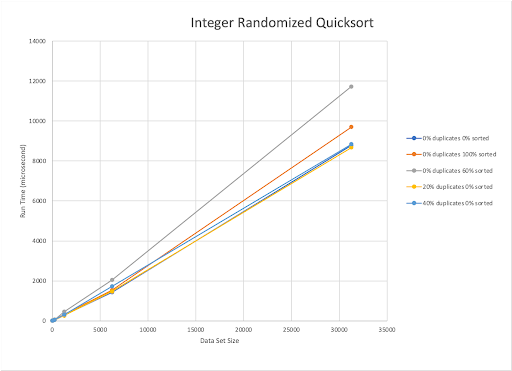 Integer Randomized Quicksort
14000
12000
10000
8000
6000
4000
2000
0
Run Time (microsecond)
0 5000 10000 15000 20000 25000 30000 35000
Data Set Size
0% duplicates 0% sorted
0% duplicates 100% sorted
0% duplicates 60% sorted
20% duplicates 0% sorted
40% duplicates 0% sorted